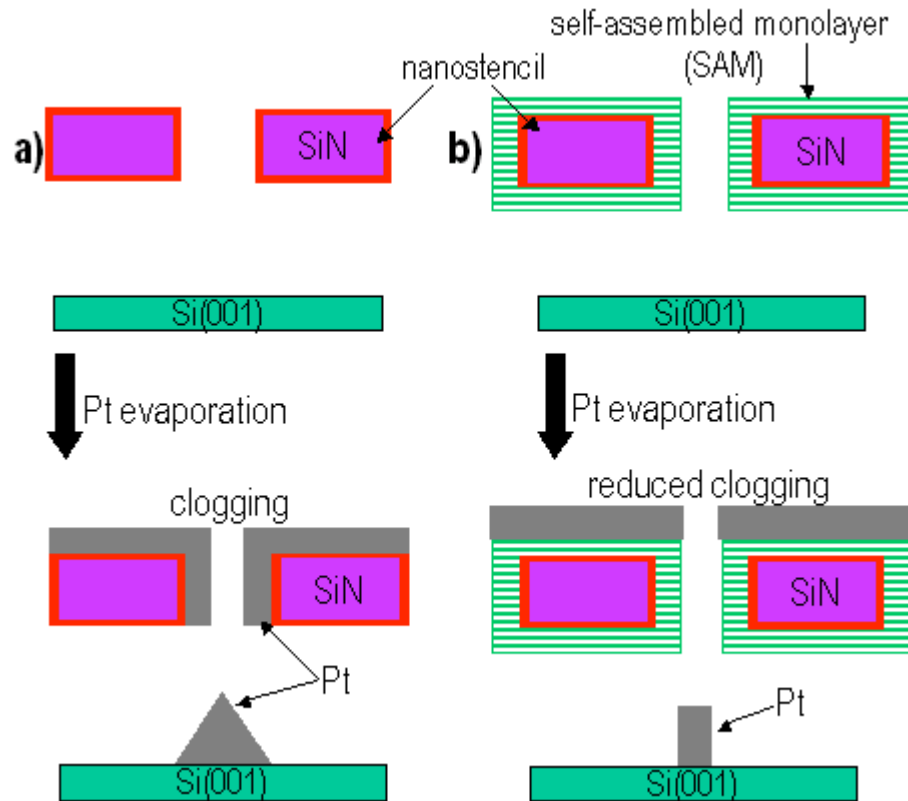 self-assembled monolayer
(SAM)
nanostencil
a)
SiN
b)
SiN
Si(001)
Si(001)
Pt evaporation
Pt evaporation
clogging
reduced clogging
SiN
SiN
Pt
Pt
Si(001)
Si(001)